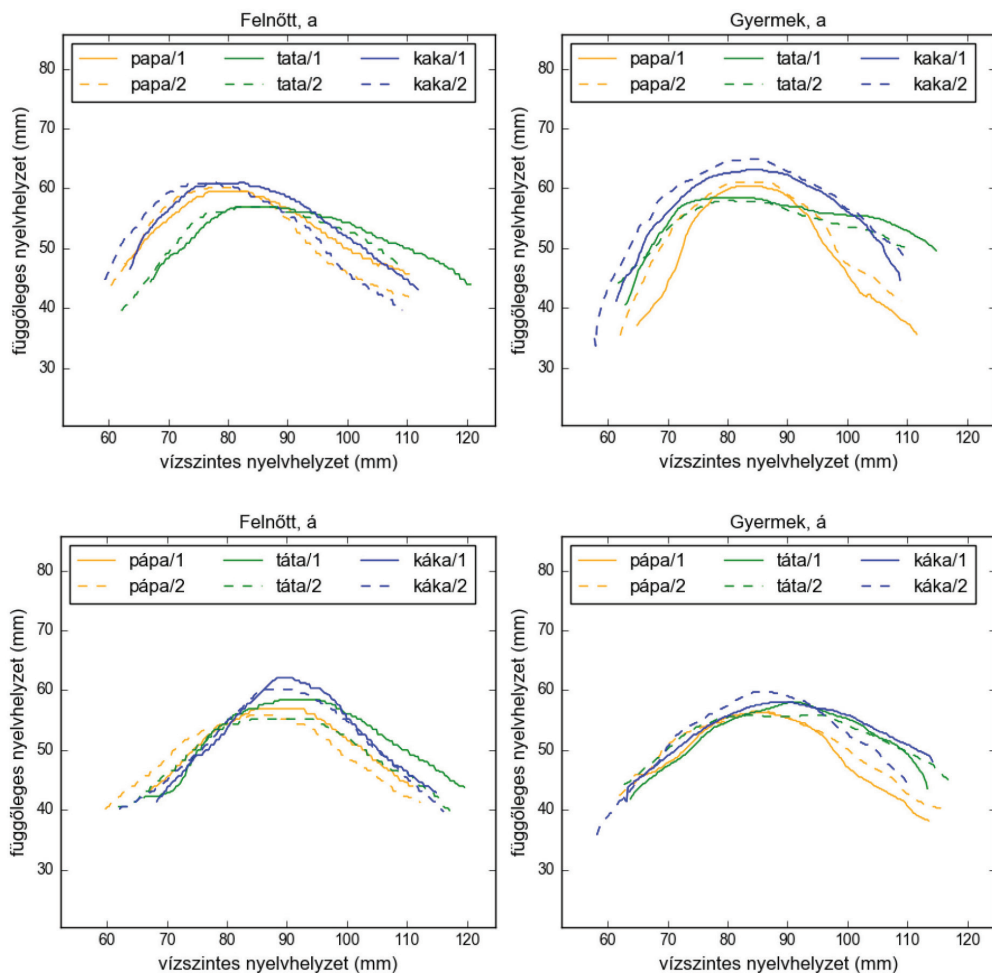 Felnőtt, a
papa/1 tata/1 kaka/1
papa/2 tata/2 kaka/2
80
70
60
50
40
30
függőleges nyelvhelyzet (mm)
60 70 80 90 100 110 120
vízszintes nyelvhelyzet (mm)
Gyermek, a
papa/1 tata/1 kaka/1
papa/2 tata/2 kaka/2
80
70
60
50
40
30
függőleges nyelvhelyzet (mm)
60 70 80 90 100 110 120
vízszintes nyelvhelyzet (mm)
Felnőtt, á
pápa/1 táta/1 káka/1
pápa/2 táta/2 káka/2
80
70
60
50
40
30
függőleges nyelvhelyzet (mm)
60 70 80 90 100 110 120
vízszintes nyelvhelyzet (mm)
Gyermek, á
pápa/1 táta/1 káka/1
pápa/2 táta/2 káka/2
80
70
60
50
40
30
függőleges nyelvhelyzet (mm)
60 70 80 90 100 110 120
vízszintes nyelvhelyzet (mm)